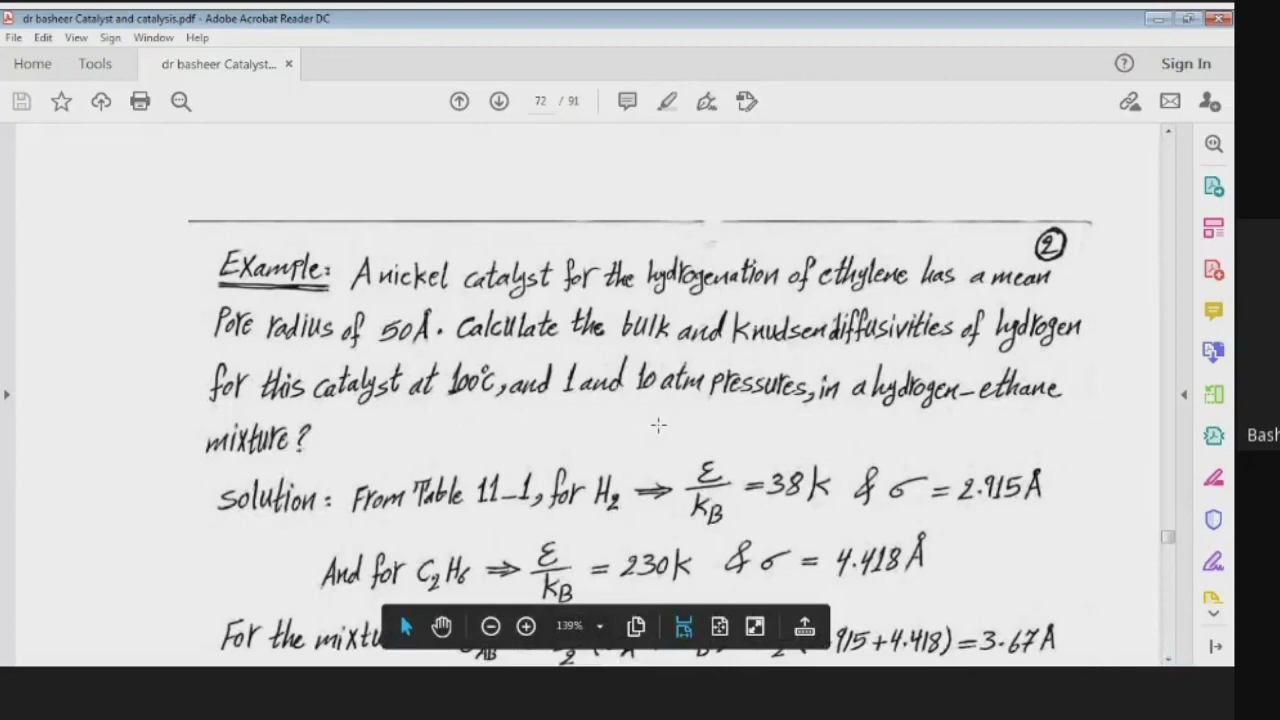 dr basheer Catalyst and catalysis.pdf - Adobe Acrobat Reader DC
File Edit View Sign Window Help
Home Tools dr basheer Catalyst... ×
Sign In
72 / 91
2
Example: A nickel catalyst for the hydrogenation of ethylene has a mean
Pore radius of 50Å. Calculate the bulk and Knudsen diffusivities of hydrogen
for this catalyst at 100°C, and 1 and 10 atm pressures, in a hydrogen-ethane
mixture?
Solution: From Table 11-1, for H₂ ⇒ ε/k_B = 38 K & σ = 2.915 Å
And for C₂H₆ ⇒ ε/k_B = 230 K & σ = 4.418 Å
For the mixtu 915+4.418) = 3.67 Å
139%
Bash